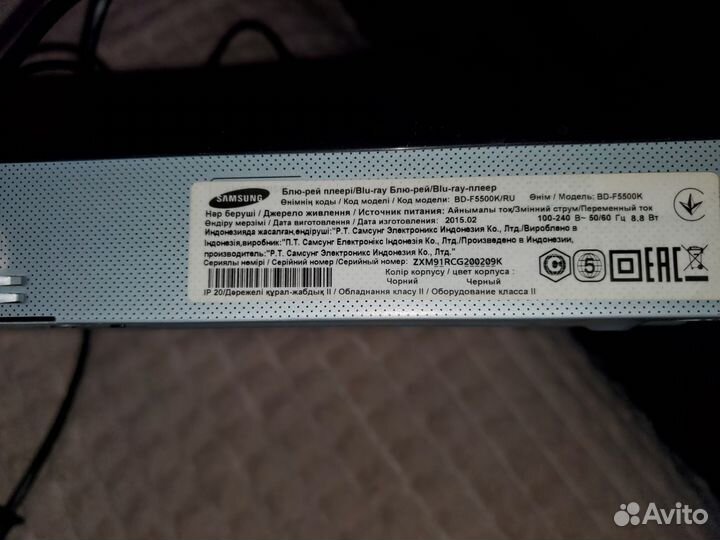 SAMSUNG
Блю-рей плеері/Blu-ray Блю-рей/Blu-ray-плеер
Өнімнің коды / Код моделі / Код модели: BD-F5500K/RU Өнім / Модель: BD-F5500K
Нәр беруші / Джерело живлення / Источник питания: Айнымалы ток/Змінний струм/Переменный ток
Өндіру мерзімі / Дата виготовлення / Дата изготовления: 2015.02 100-240 В~ 50/60 Гц 8.8 Вт
Индонезияда жасалған,өндіруші:"P.T. Самсунг Электроникс Индонезия Ко., Лтд./Вироблено в
Індонезія,виробник:"П.Т. Самсунг Електронікс Індонезія Ко., Лтд./Произведено в Индонезии,
производитель:"P.T. Самсунг Электроникс Индонезия Ко., Лтд."
Сериялы нөмірі / Серійний номер /Серийный номер: ZXM91RCG200209K
Колір корпусу / цвет корпуса :
Чорний Черный
IP 20/Дәрежелі құрал-жабдық II / Обладнання класу II / Оборудование класса II
5
EAC
Avito